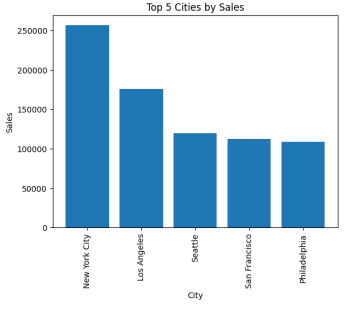 Top 5 Cities by Sales
250000
200000
150000
100000
50000
0
Sales
New York City
Los Angeles
Seattle
San Francisco
Philadelphia
City